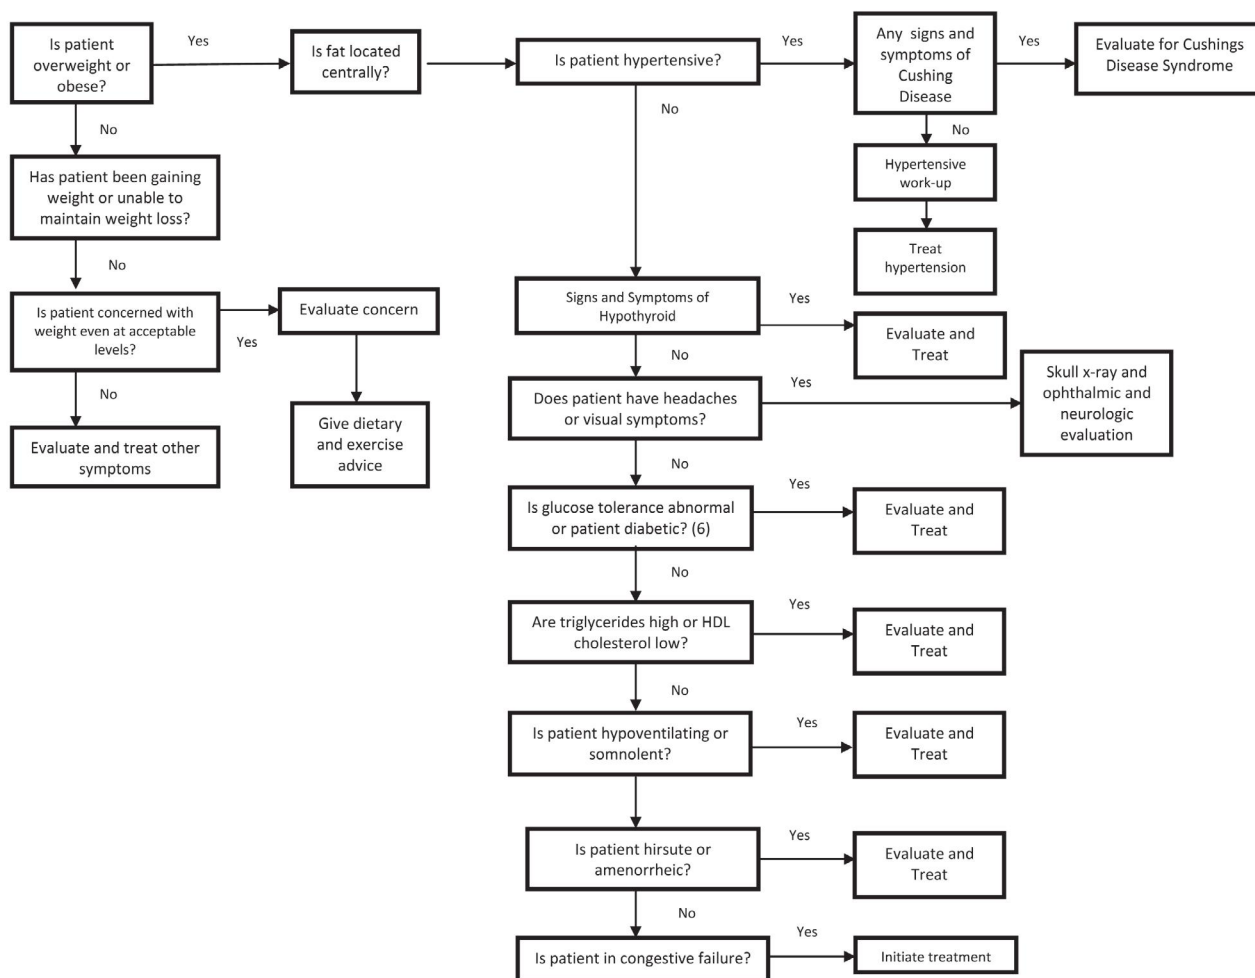 Is patient
overweight or
obese?
Yes
Is fat located
centrally?
Is patient hypertensive?
Yes
Any signs and
symptoms of
Cushing
Disease
Yes
Evaluate for Cushings
Disease Syndrome
No
No
No
Has patient been gaining
weight or unable to
maintain weight loss?
Hypertensive
work-up
Treat
hypertension
No
Is patient concerned with
weight even at acceptable
levels?
Yes
Evaluate concern
Signs and Symptoms of
Hypothyroid
Yes
Evaluate and
Treat
No
No
Evaluate and treat other
symptoms
Give dietary
and exercise
advice
Does patient have headaches
or visual symptoms?
Yes
Skull x-ray and
ophthalmic and
neurologic
evaluation
No
Is glucose tolerance abnormal
or patient diabetic? (6)
Yes
Evaluate and
Treat
No
Are triglycerides high or HDL
cholesterol low?
Yes
Evaluate and
Treat
No
Is patient hypoventilating or
somnolent?
Yes
Evaluate and
Treat
Is patient hirsute or
amenorrheic?
Yes
Evaluate and
Treat
No
Is patient in congestive failure?
Yes
Initiate treatment